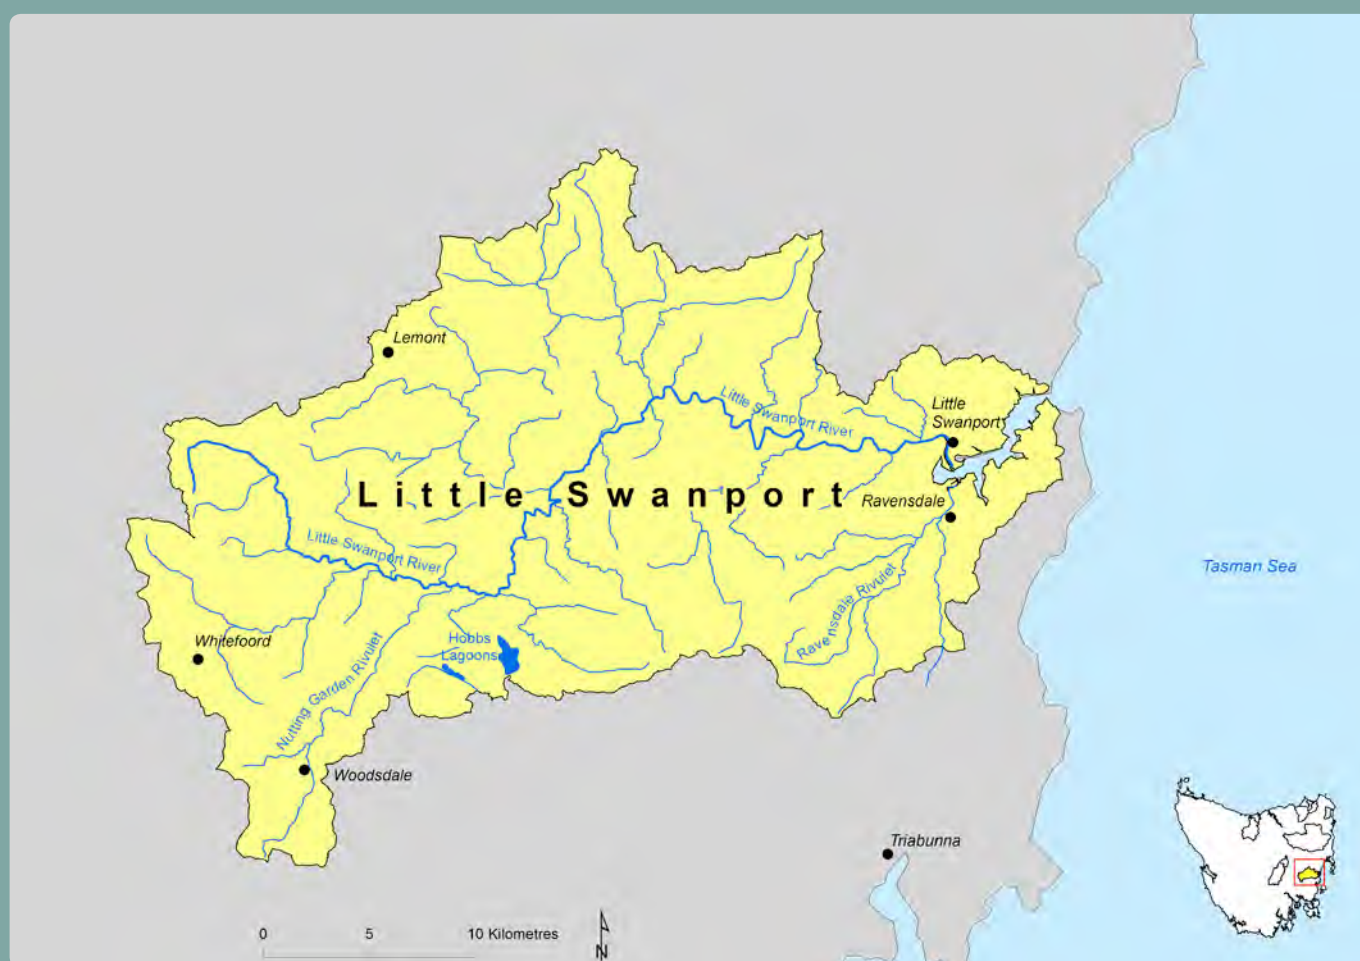 Lemont
Little Swanport River
Little
Swanport
Little Swanport
Ravensdale
Little Swanport River
Tasman Sea
Ravensdale Rivulet
Whitefoord
Hobbs
Lagoons
Nutting Garden Rivulet
Woodsdale
Triabunna
0 5 10 Kilometres
N